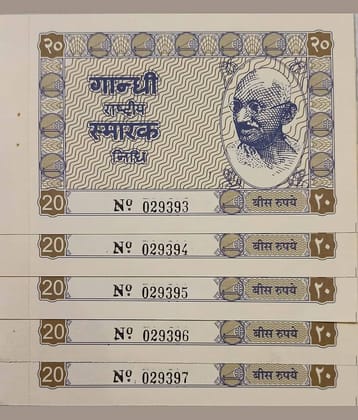 २० २०
गान्धी
राष्ट्रीय
स्मारक
निधि
20 Nº 029393 बीस रुपये २०
20 Nº 029394 बीस रुपये २०
20 Nº 029395 बीस रुपये २०
20 Nº 029396 बीस रुपये २०
20 Nº 029397 बीस रुपये २०